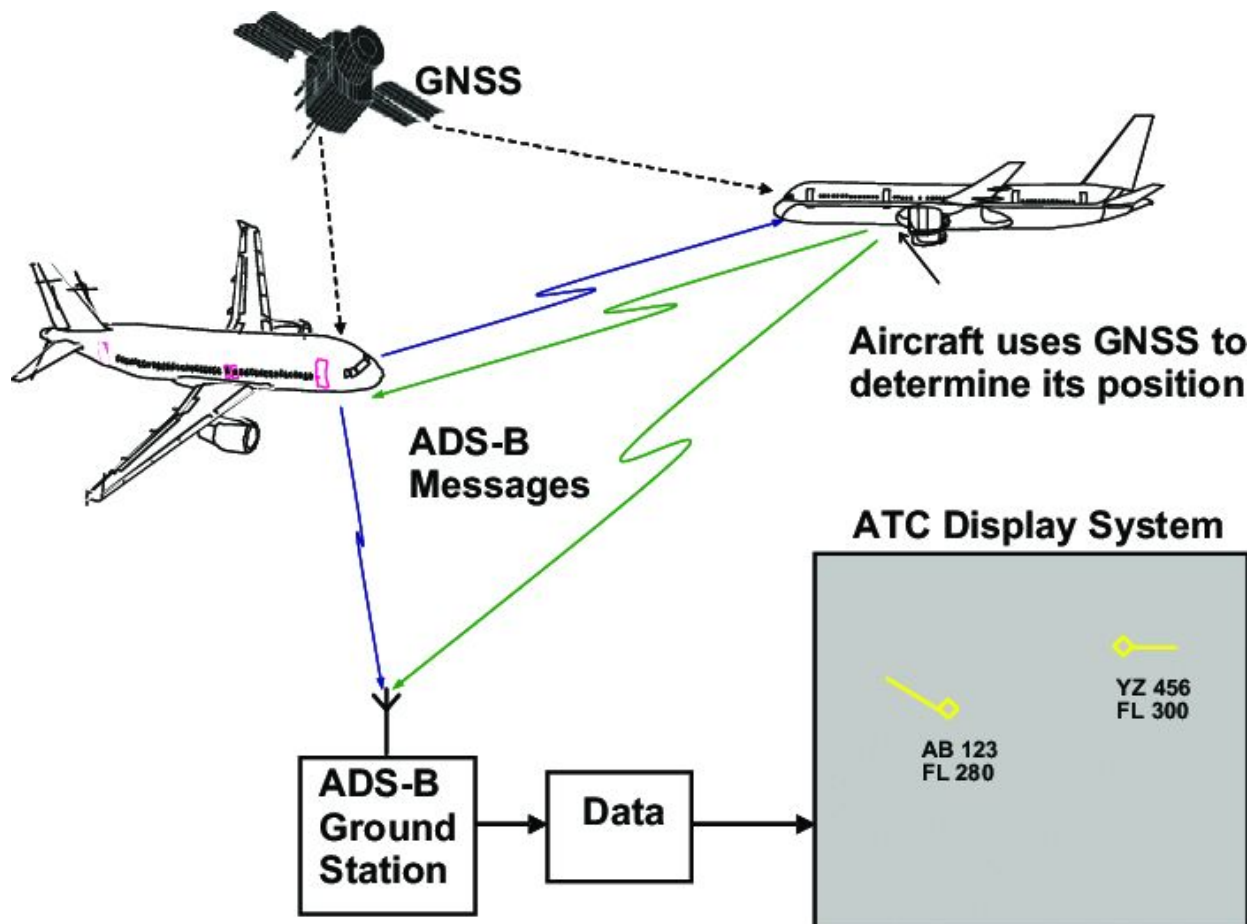 GNSS
Aircraft uses GNSS to
determine its position
ADS-B
Messages
ATC Display System
YZ 456
FL 300
AB 123
FL 280
ADS-B
Ground
Station
Data